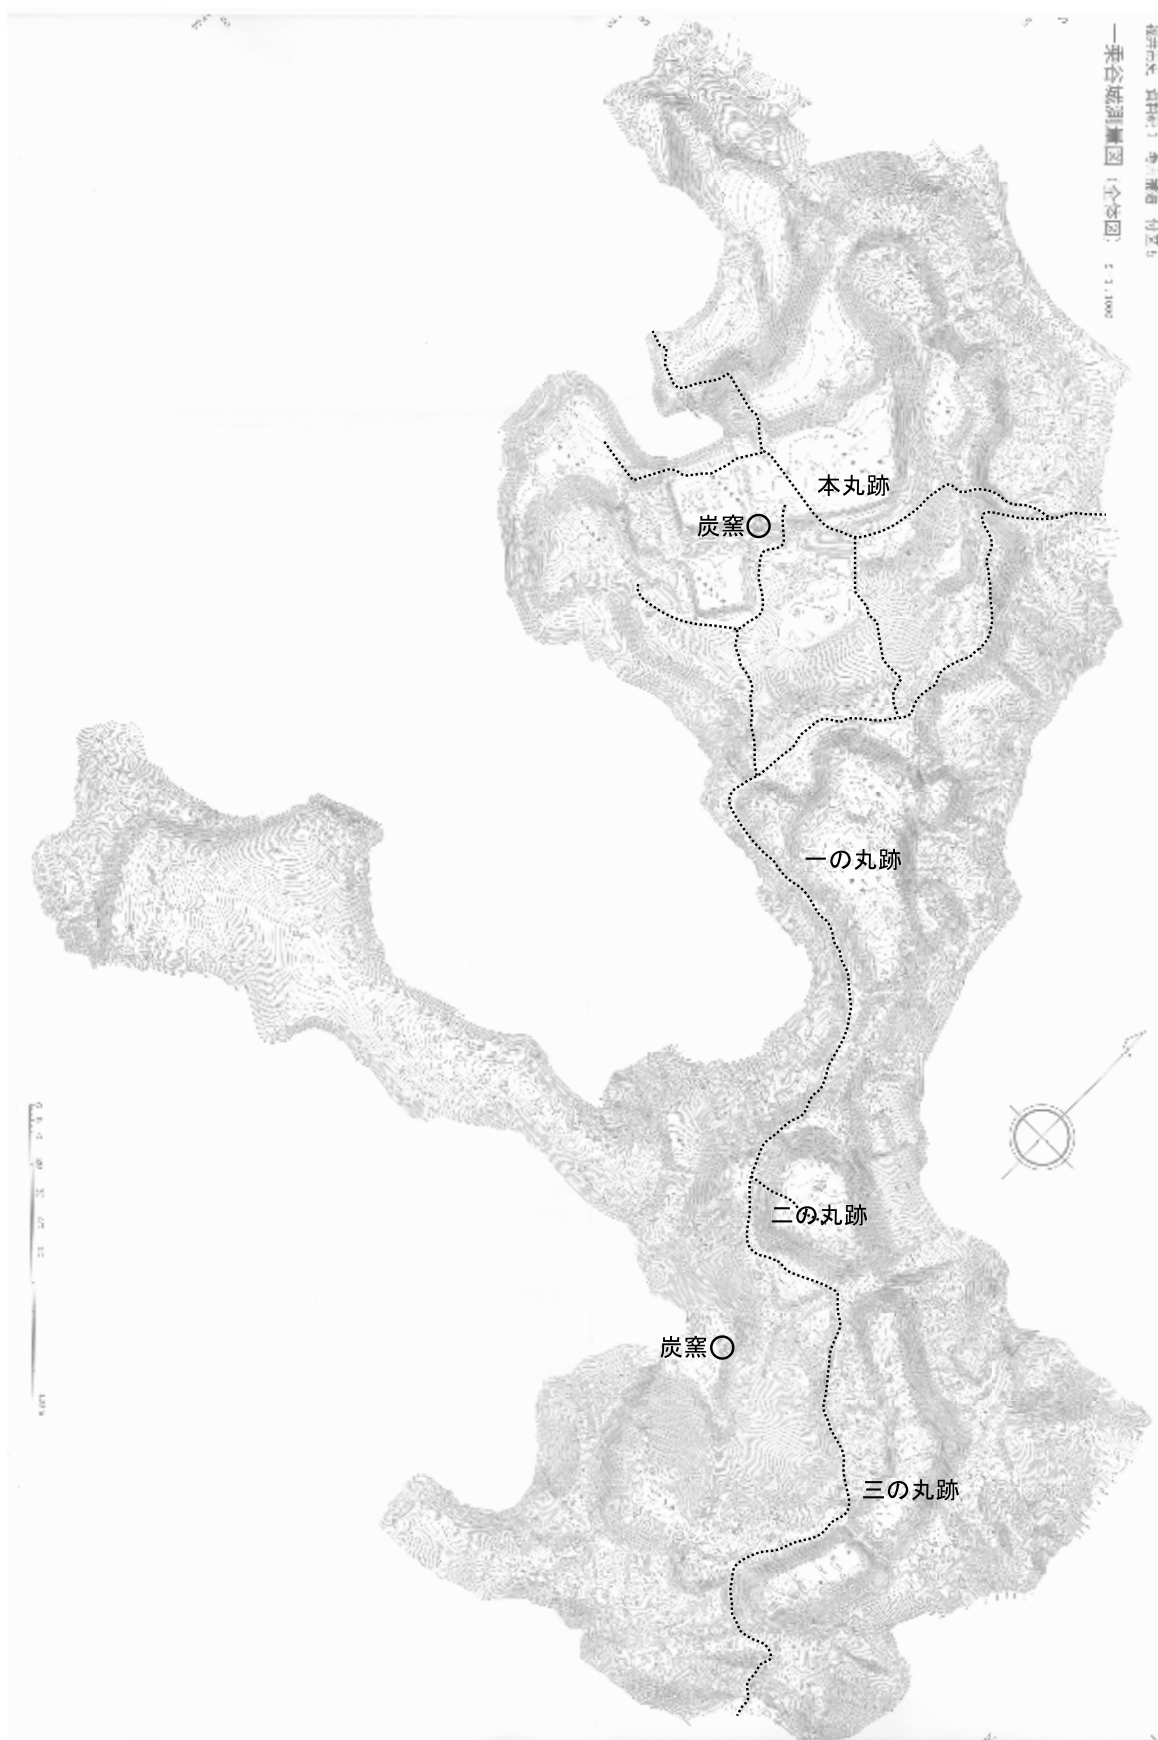 一乗谷城測量図（全体図）
本丸跡
炭窯
一の丸跡
二の丸跡
炭窯
三の丸跡